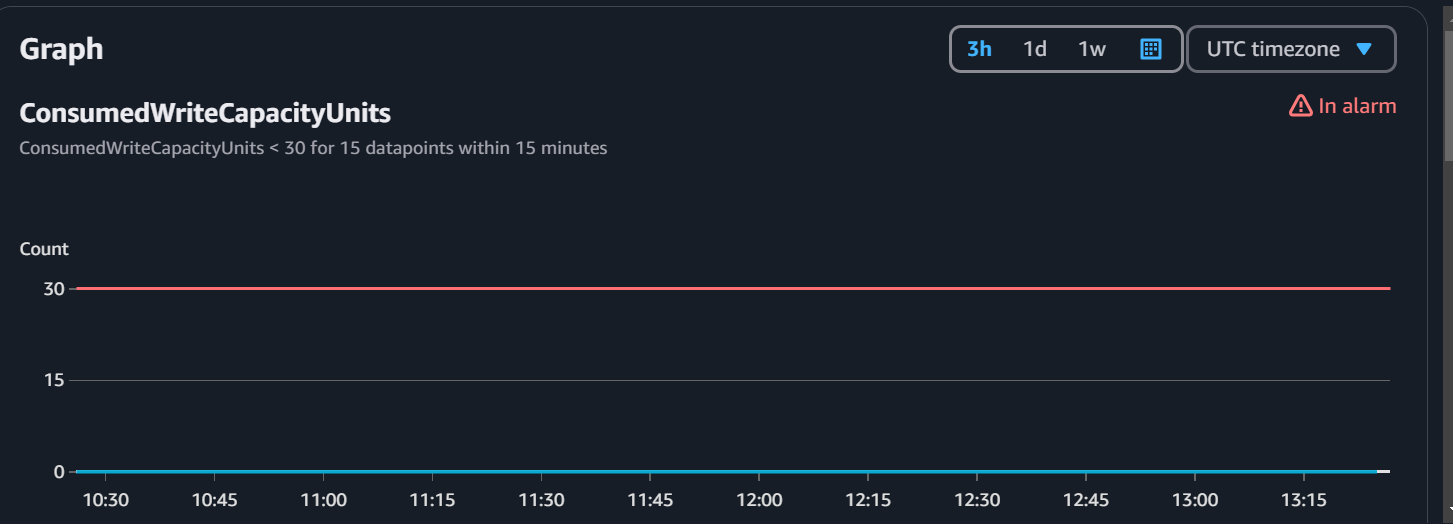 Graph
3h 1d 1w UTC timezone
ConsumedWriteCapacityUnits
In alarm
ConsumedWriteCapacityUnits < 30 for 15 datapoints within 15 minutes
Count
30
15
0
10:30 10:45 11:00 11:15 11:30 11:45 12:00 12:15 12:30 12:45 13:00 13:15